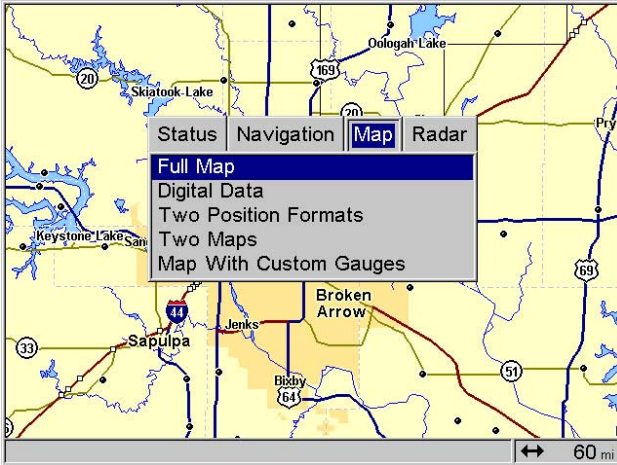 Oologah Lake
169
20
Skiatook Lake
20
Pry
Status Navigation Map Radar
Full Map
Digital Data
Two Position Formats
Two Maps
Map With Custom Gauges
Keystone Lake
San
69
Broken
Arrow
44
Jenks
Sapulpa
33
51
Bixby
64
60 mi